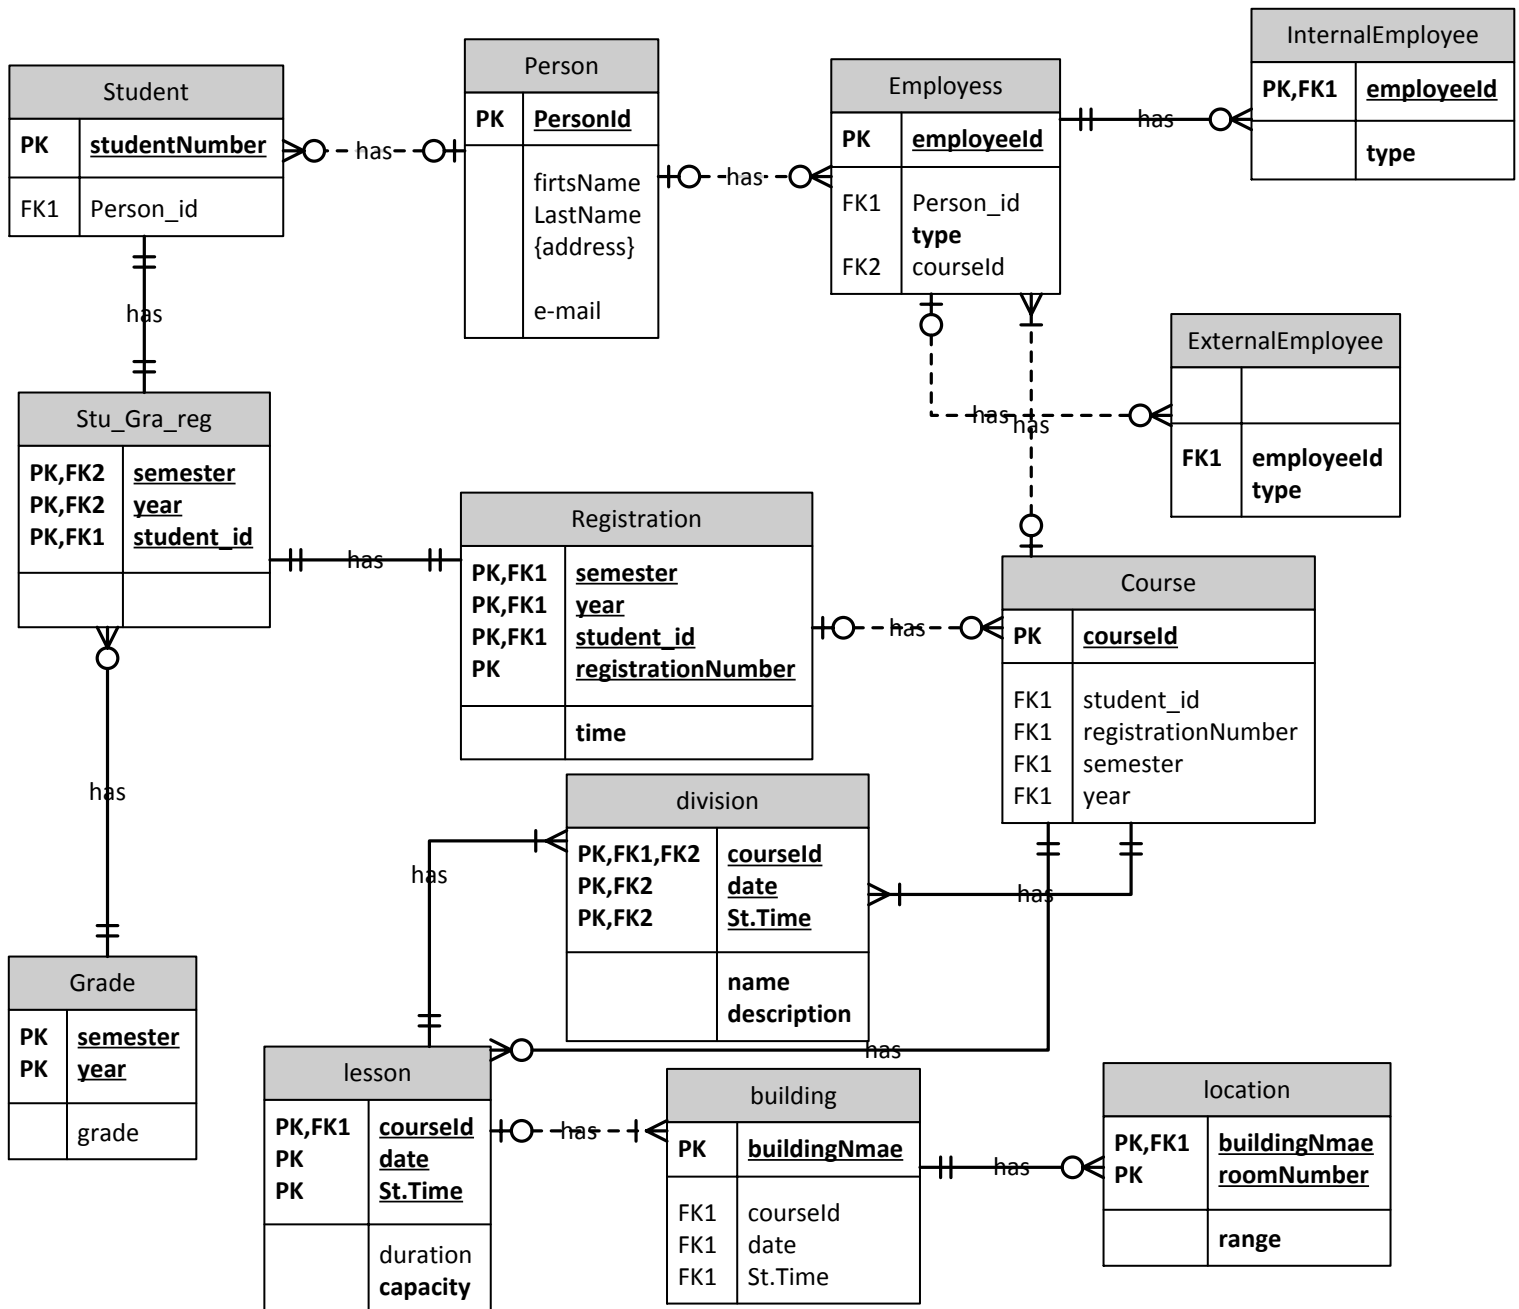 Student
PK studentNumber
FK1 Person_id
has
Person
PK PersonId
firtsName
LastName
{address}
e-mail
has
Employess
PK employeeId
FK1 Person_id
type
FK2 courseId
has
InternalEmployee
PK,FK1 employeeId
type
has
has
has
ExternalEmployee
FK1 employeeId
type
Stu_Gra_reg
PK,FK2 semester
PK,FK2 year
PK,FK1 student_id
has
Registration
PK,FK1 semester
PK,FK1 year
PK,FK1 student_id
PK registrationNumber
time
has
Course
PK courseId
FK1 student_id
FK1 registrationNumber
FK1 semester
FK1 year
has
division
PK,FK1,FK2 courseId
PK,FK2 date
PK,FK2 St.Time
name
description
has
has
has
Grade
PK semester
PK year
grade
lesson
PK,FK1 courseId
PK date
PK St.Time
duration
capacity
has
building
PK buildingNmae
FK1 courseId
FK1 date
FK1 St.Time
has
location
PK,FK1 buildingNmae
PK roomNumber
range